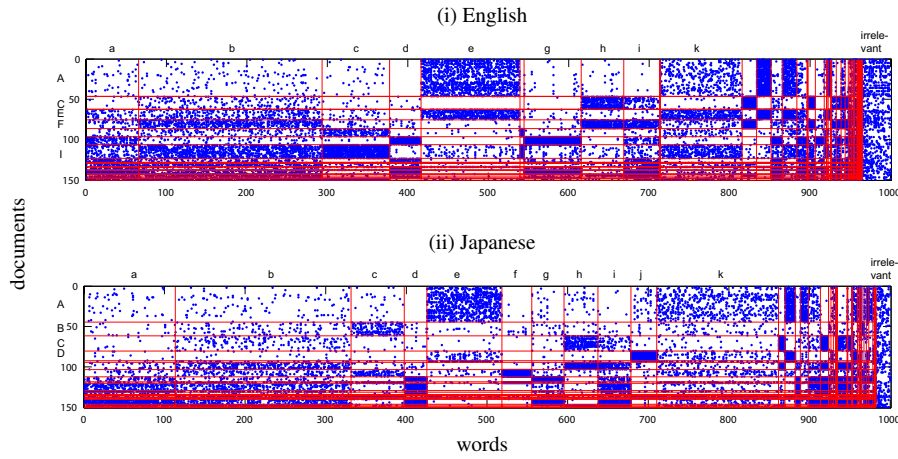 (i) English
irrele-
vant
a b c d e g h i k
0
A
50
C
E
F
100
I
150
0 100 200 300 400 500 600 700 800 900 1000
documents
(ii) Japanese
irrele-
vant
a b c d e f g h i j k
0
A
50
B
C
D
100
150
0 100 200 300 400 500 600 700 800 900 1000
words